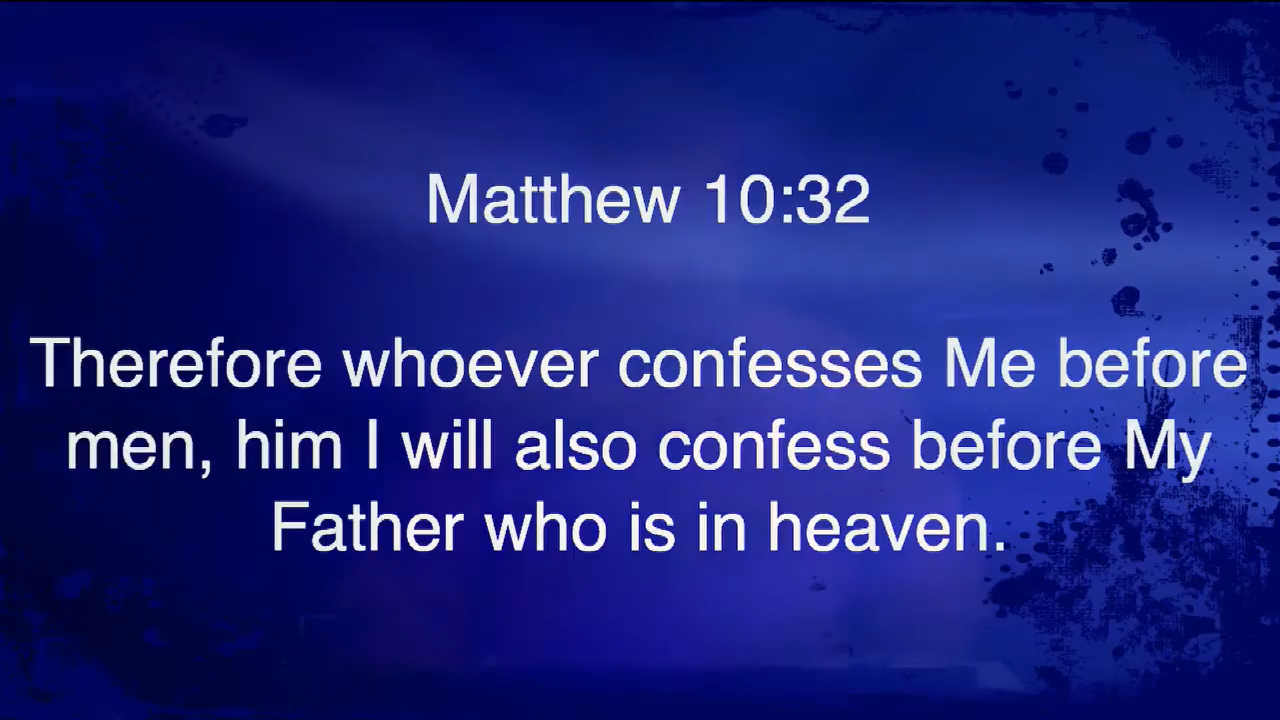 Matthew 10:32
Therefore whoever confesses Me before
men, him I will also confess before My
Father who is in heaven.